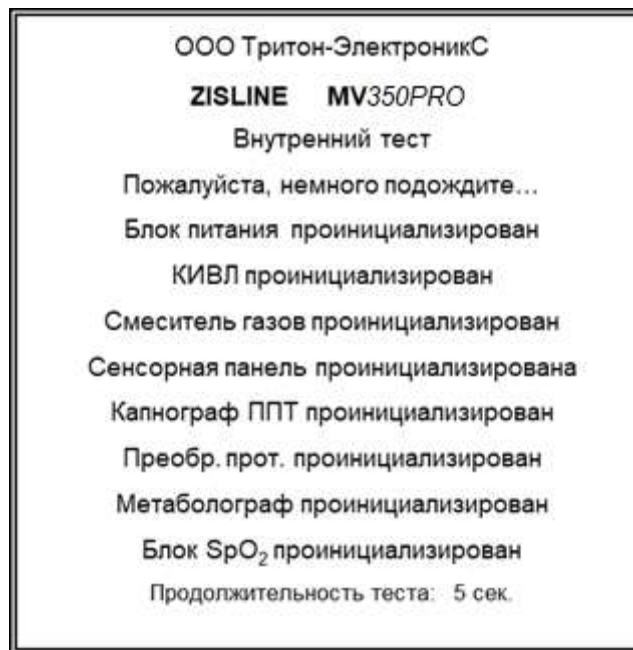 ООО Тритон-ЭлектроникС
ZISLINE MV350PRO
Внутренний тест
Пожалуйста, немного подождите...
Блок питания проинициализирован
КИВЛ проинициализирован
Смеситель газов проинициализирован
Сенсорная панель проинициализирована
Капнограф ППТ проинициализирован
Преобр. прот. проинициализирован
Метаболограф проинициализирован
Блок SpO₂ проинициализирован
Продолжительность теста: 5 сек.